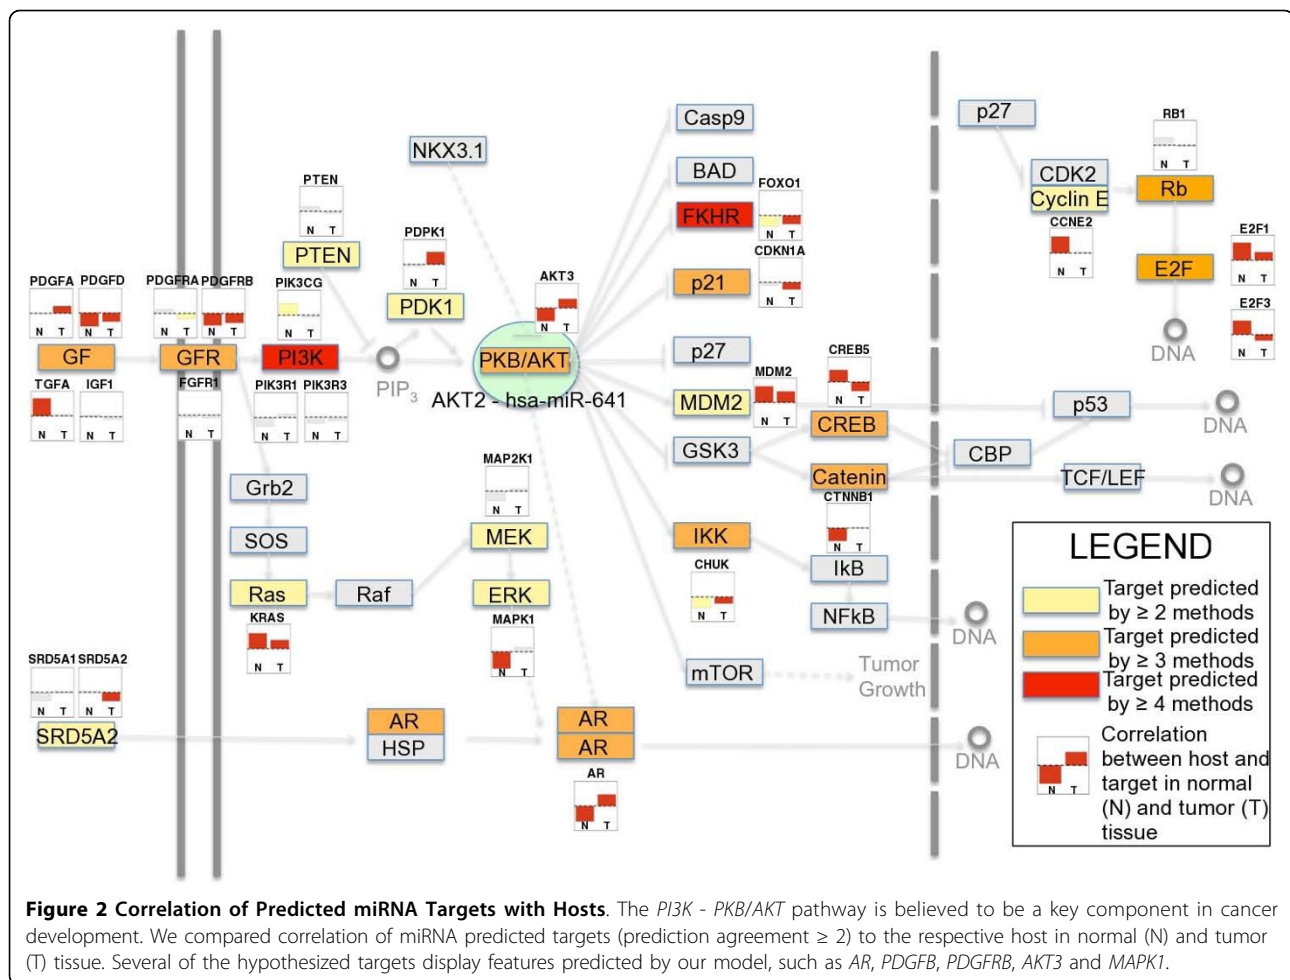 p27
RB1
Casp9
NKX3.1
BAD
CDK2
Cyclin E
Rb
N T
PTEN
FOXO1
FKHR
N T
PTEN
N T
CCNE2
N T
E2F
E2F1
N T
PDPK1
N T
CDKN1A
p21
N T
PDGFA PDGFD
N T N T
PDGFRA PDGFRB
N T N T
PIK3CG
N T
PDK1
AKT3
N T
E2F3
N T
DNA
GF
GFR
PI3K
PIP3
PKB/AKT
p27
CREB5
N T
TGFA IGF1
N T N T
FGFR1
N T
PIK3R1 PIK3R3
N T N T
AKT2 - hsa-miR-641
MDM2
MDM2
N T
CREB
p53
DNA
GSK3
CBP
Grb2
MAP2K1
N T
Catenin
TCF/LEF
DNA
CTNNB1
N T
SOS
MEK
IKK
IkB
CHUK
N T
Ras
Raf
ERK
NFkB
DNA
KRAS
N T
MAPK1
N T
SRD5A1 SRD5A2
N T N T
mTOR
Tumor
Growth
SRD5A2
AR
HSP
AR
AR
DNA
AR
N T
LEGEND
Target predicted
by ≥ 2 methods
Target predicted
by ≥ 3 methods
Target predicted
by ≥ 4 methods
N T
Correlation
between host and
target in normal
(N) and tumor (T)
tissue
Figure 2 Correlation of Predicted miRNA Targets with Hosts. The PI3K - PKB/AKT pathway is believed to be a key component in cancer
development. We compared correlation of miRNA predicted targets (prediction agreement ≥ 2) to the respective host in normal (N) and tumor
(T) tissue. Several of the hypothesized targets display features predicted by our model, such as AR, PDGFB, PDGFRB, AKT3 and MAPK1.